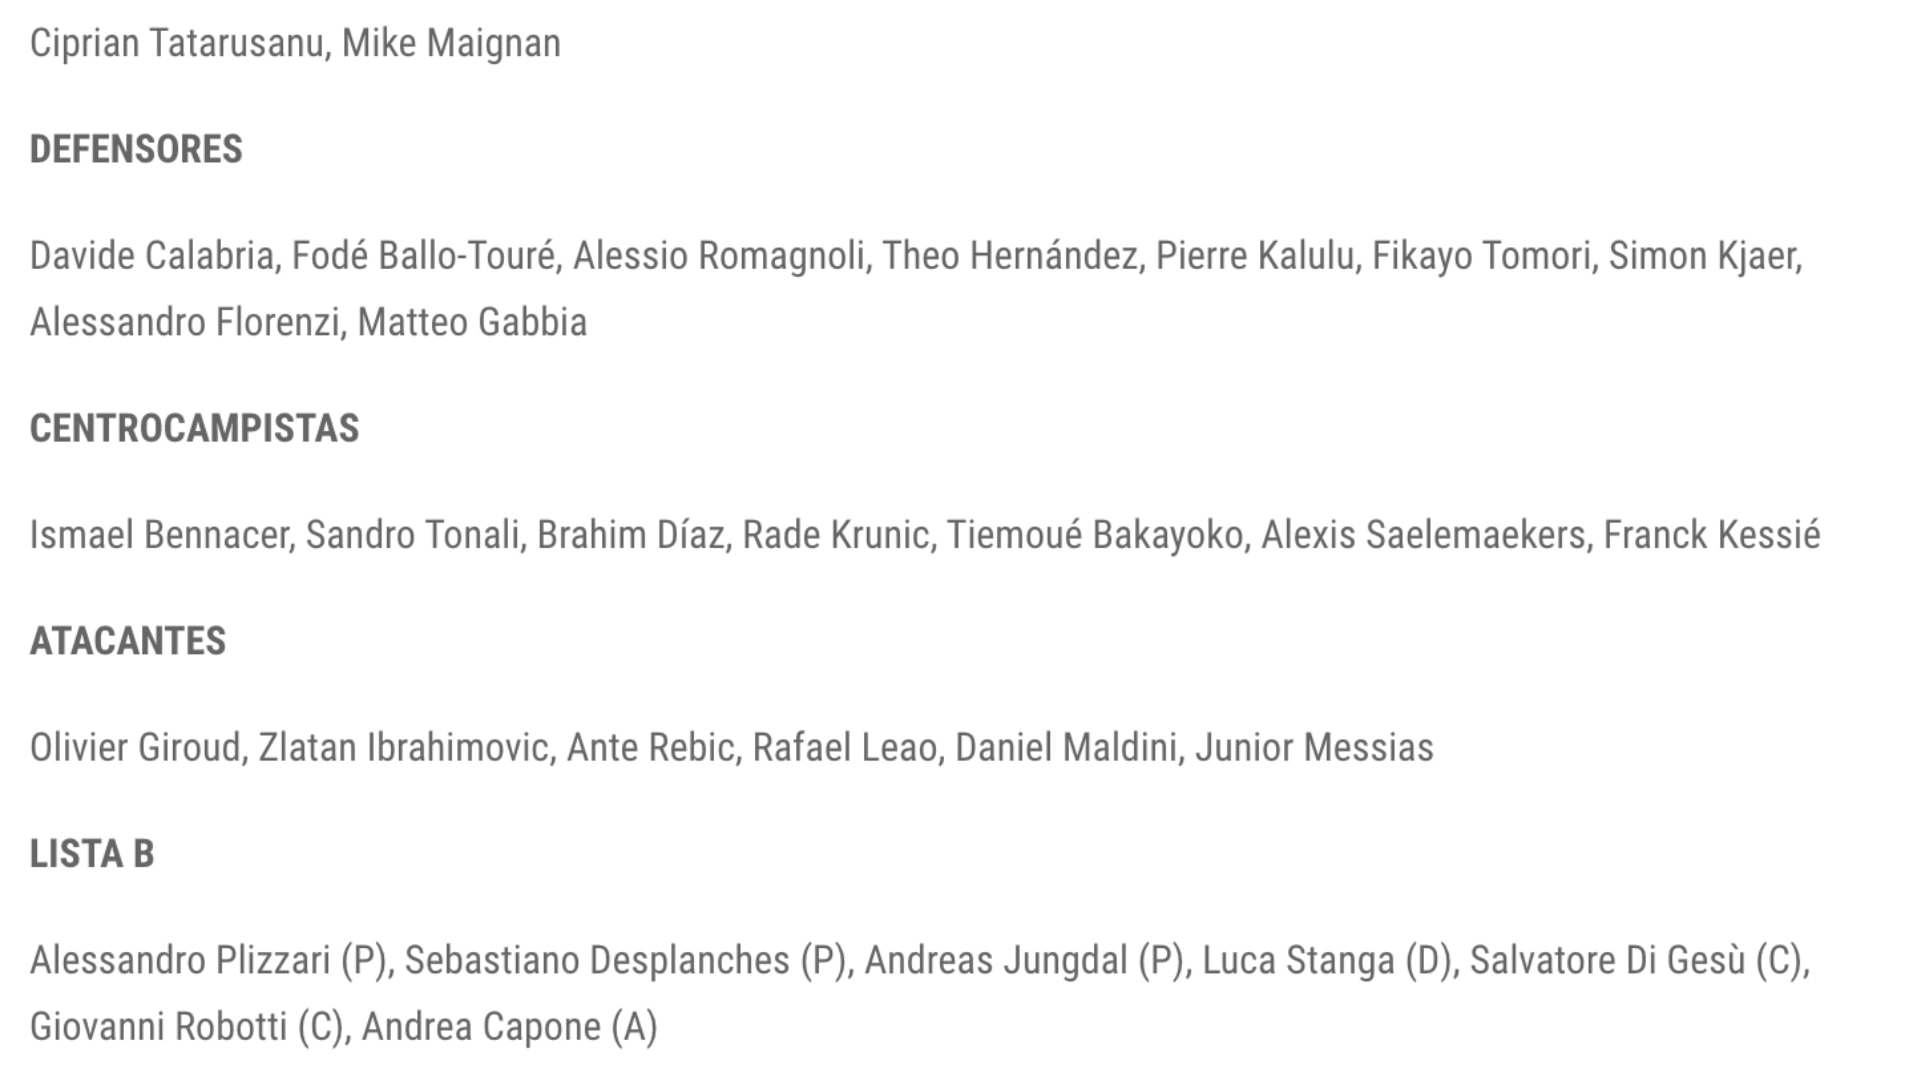 Ciprian Tatarusanu, Mike Maignan
DEFENSORES
Davide Calabria, Fodé Ballo-Touré, Alessio Romagnoli, Theo Hernández, Pierre Kalulu, Fikayo Tomori, Simon Kjaer,
Alessandro Florenzi, Matteo Gabbia
CENTROCAMPISTAS
Ismael Bennacer, Sandro Tonali, Brahim Díaz, Rade Krunic, Tiemoué Bakayoko, Alexis Saelemaekers, Franck Kessié
ATACANTES
Olivier Giroud, Zlatan Ibrahimovic, Ante Rebic, Rafael Leao, Daniel Maldini, Junior Messias
LISTA B
Alessandro Plizzari (P), Sebastiano Desplanches (P), Andreas Jungdal (P), Luca Stanga (D), Salvatore Di Gesù (C),
Giovanni Robotti (C), Andrea Capone (A)